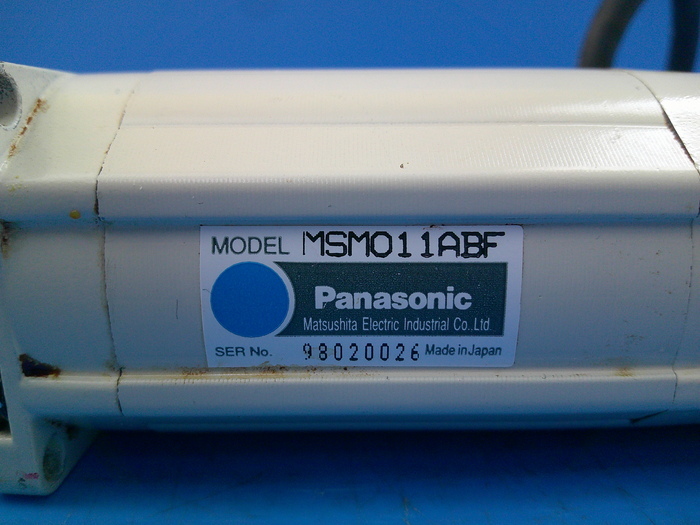 MODEL MSM011ABF
Panasonic
Matsushita Electric Industrial Co., Ltd
SER No. 98020026 Made in Japan